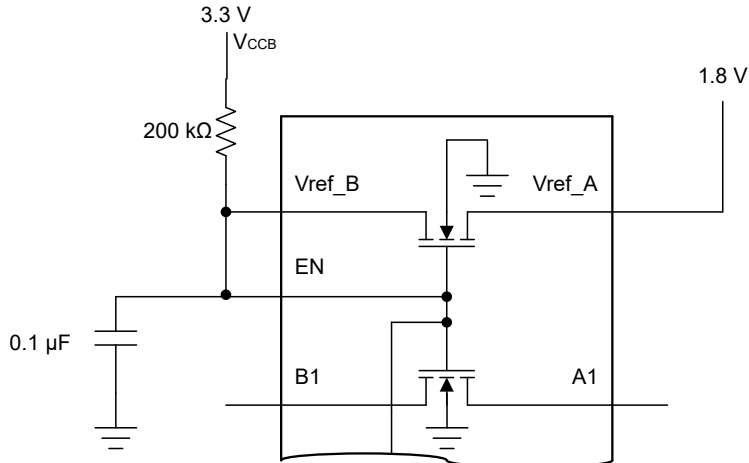 3.3 V
VCCB
1.8 V
200 kΩ
Vref_B
Vref_A
EN
0.1 µF
B1
A1